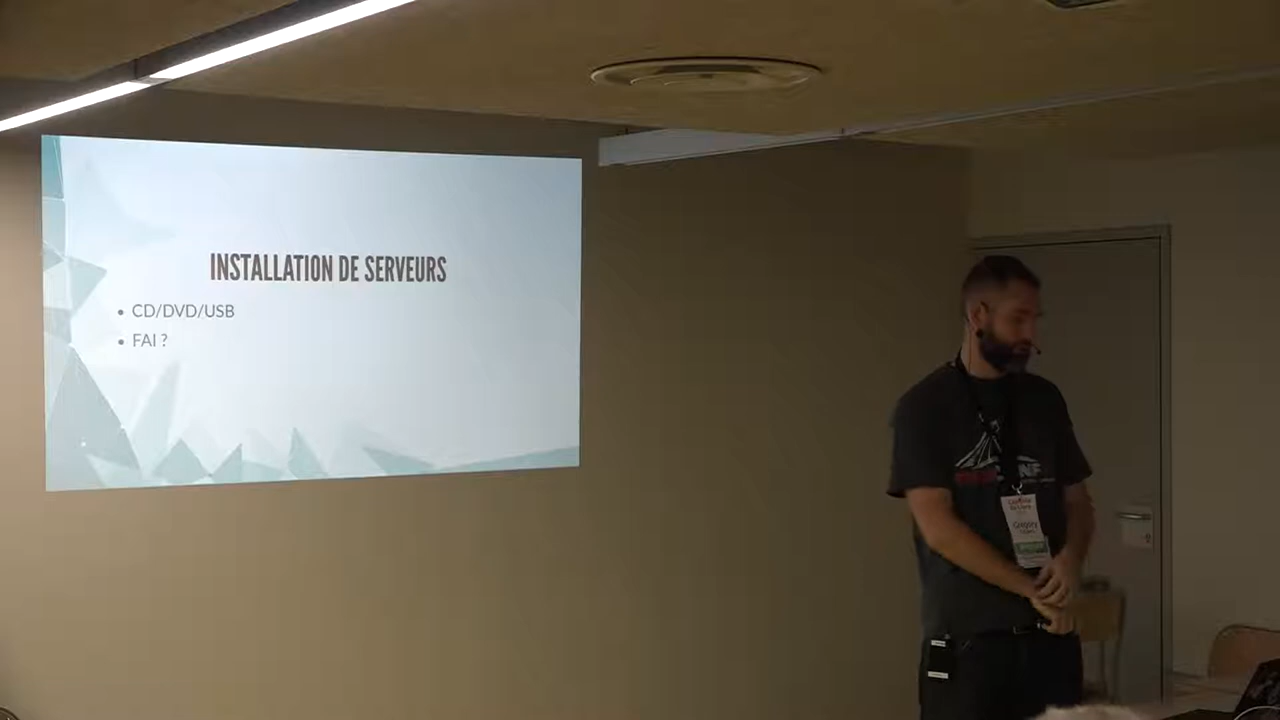 INSTALLATION DE SERVEURS
• CD/DVD/USB
• FAI ?